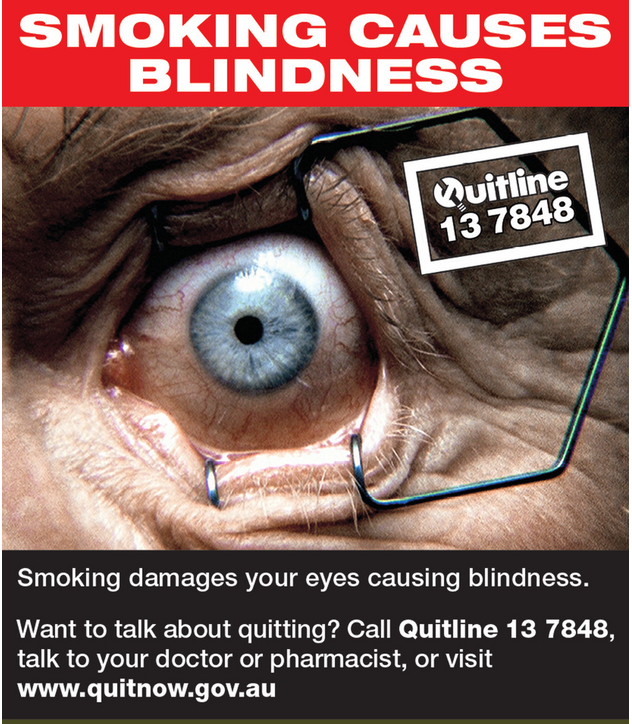 SMOKING CAUSES
BLINDNESS
Quitline
13 7848
Smoking damages your eyes causing blindness.
Want to talk about quitting? Call Quitline 13 7848,
talk to your doctor or pharmacist, or visit
www.quitnow.gov.au